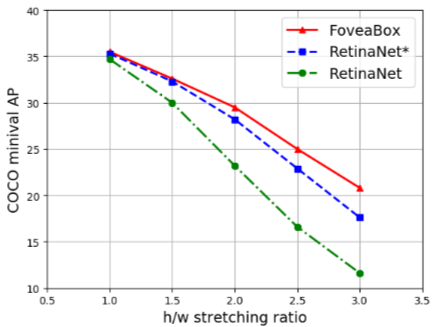 40
35
30
25
20
15
10
COCO minival AP
FoveaBox
RetinaNet*
RetinaNet
0.5 1.0 1.5 2.0 2.5 3.0 3.5
h/w stretching ratio